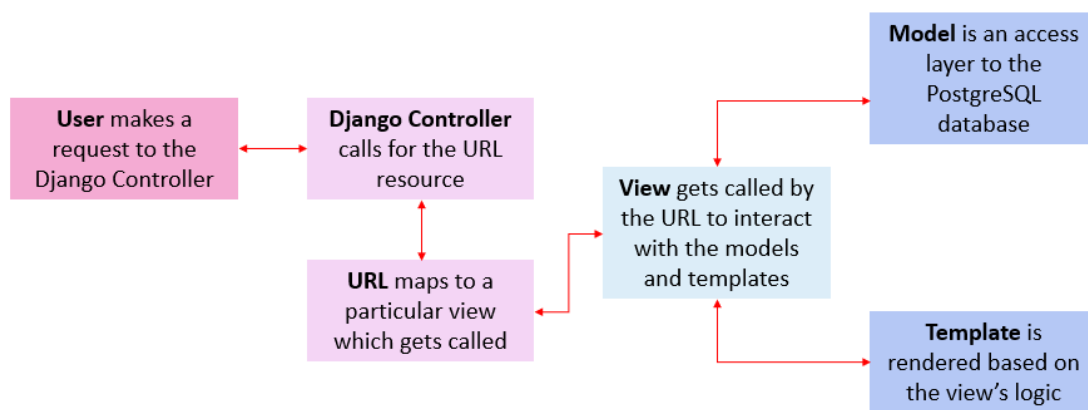 User makes a
request to the
Django Controller
Django Controller
calls for the URL
resource
URL maps to a
particular view
which gets called
View gets called by
the URL to interact
with the models
and templates
Model is an access
layer to the
PostgreSQL
database
Template is
rendered based on
the view’s logic